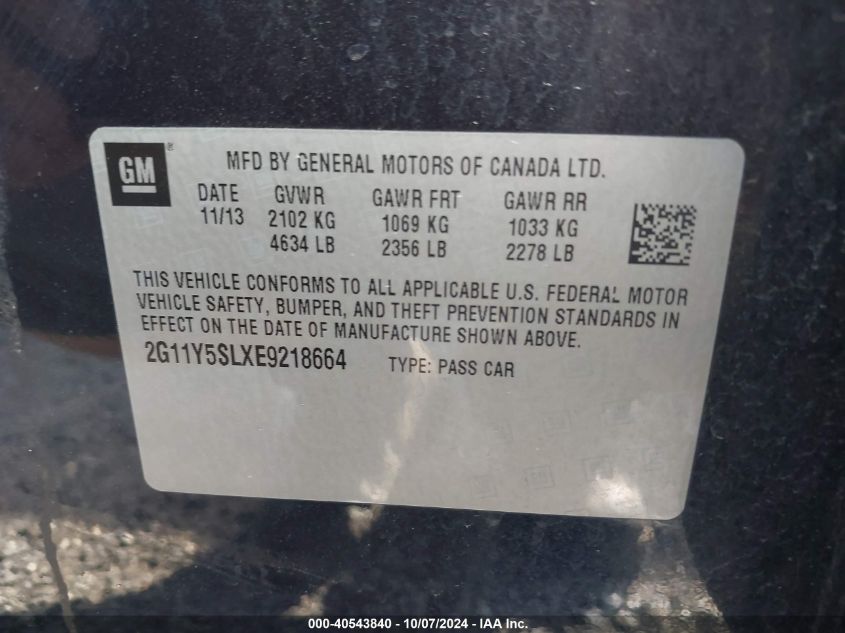 GM ®
MFD BY GENERAL MOTORS OF CANADA LTD.
DATE GVWR GAWR FRT GAWR RR
11/13 2102 KG 1069 KG 1033 KG
4634 LB 2356 LB 2278 LB
THIS VEHICLE CONFORMS TO ALL APPLICABLE U.S. FEDERAL MOTOR
VEHICLE SAFETY, BUMPER, AND THEFT PREVENTION STANDARDS IN
EFFECT ON THE DATE OF MANUFACTURE SHOWN ABOVE.
2G11Y5SLXE9218664 TYPE: PASS CAR
000-40543840 - 10/07/2024 - IAA Inc.